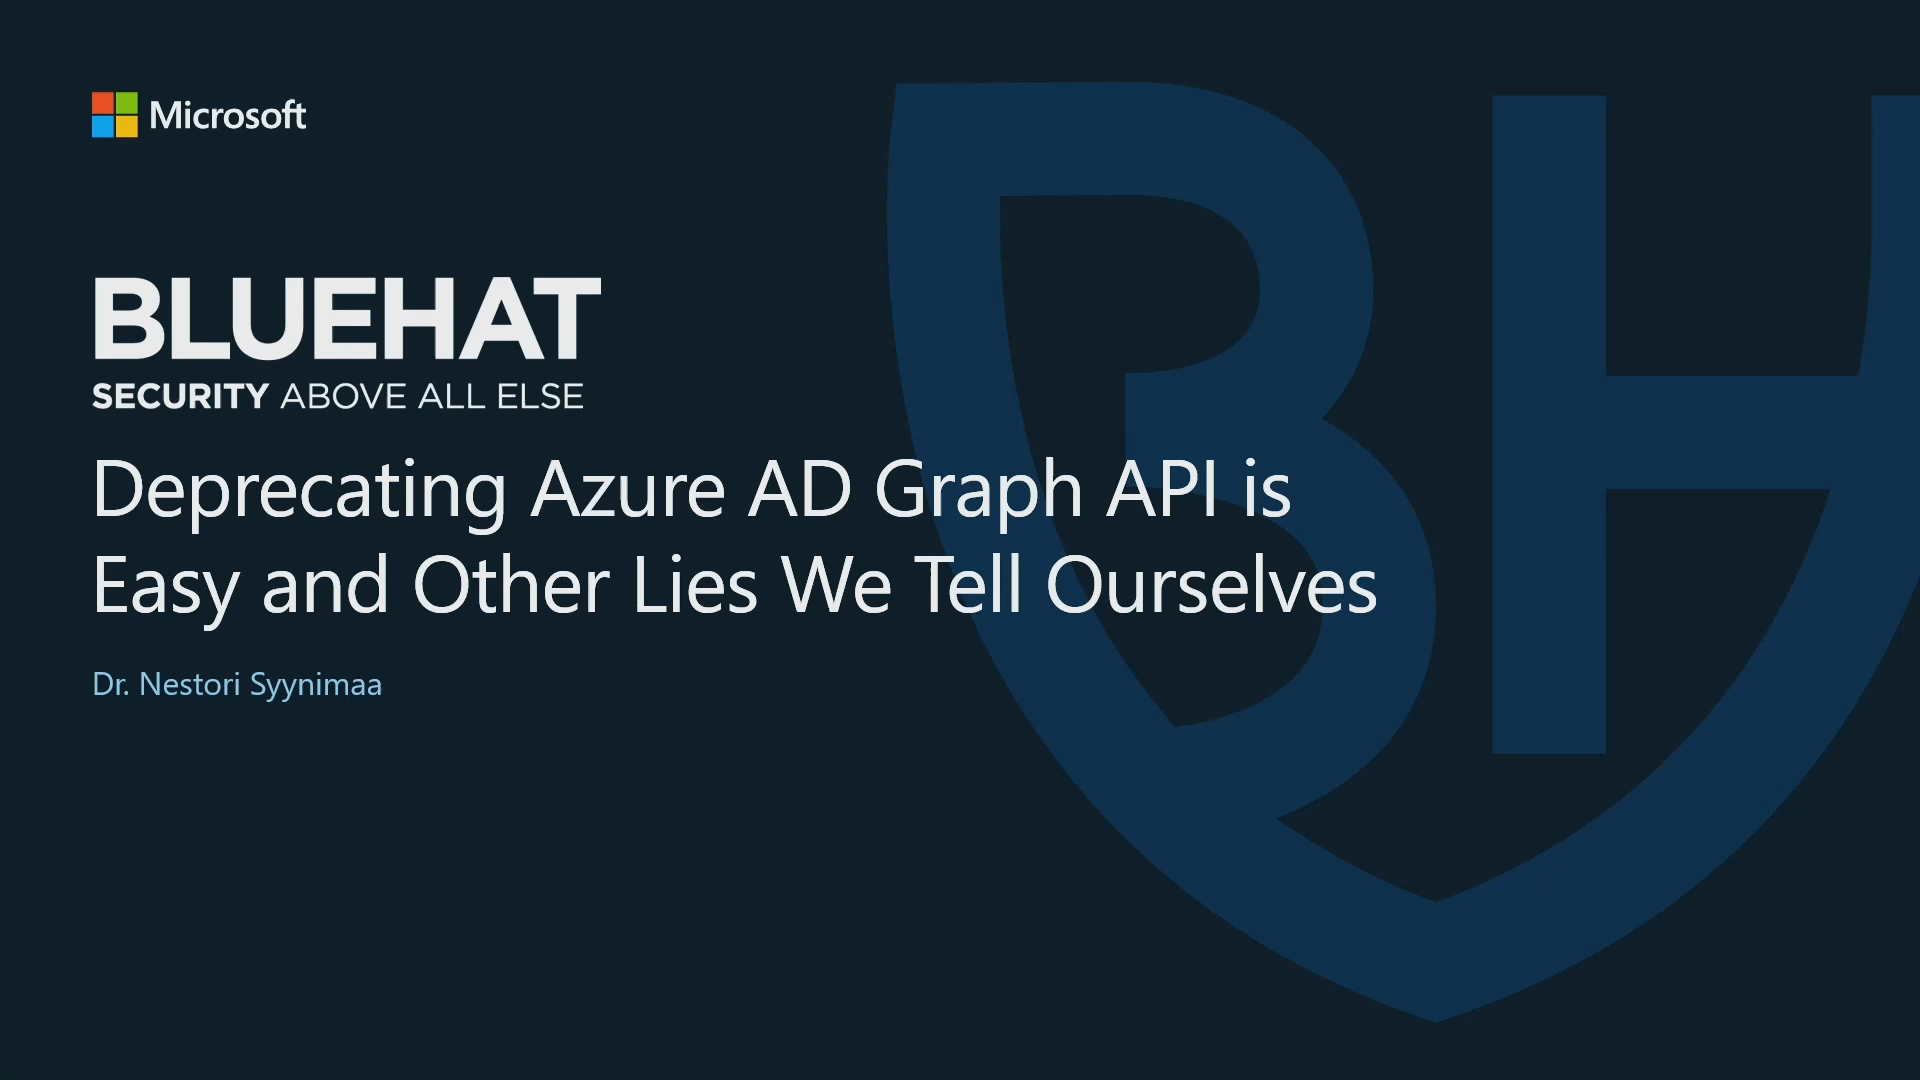 Microsoft
BLUEHAT
SECURITY ABOVE ALL ELSE
Deprecating Azure AD Graph API is
Easy and Other Lies We Tell Ourselves
Dr. Nestori Syynimaa